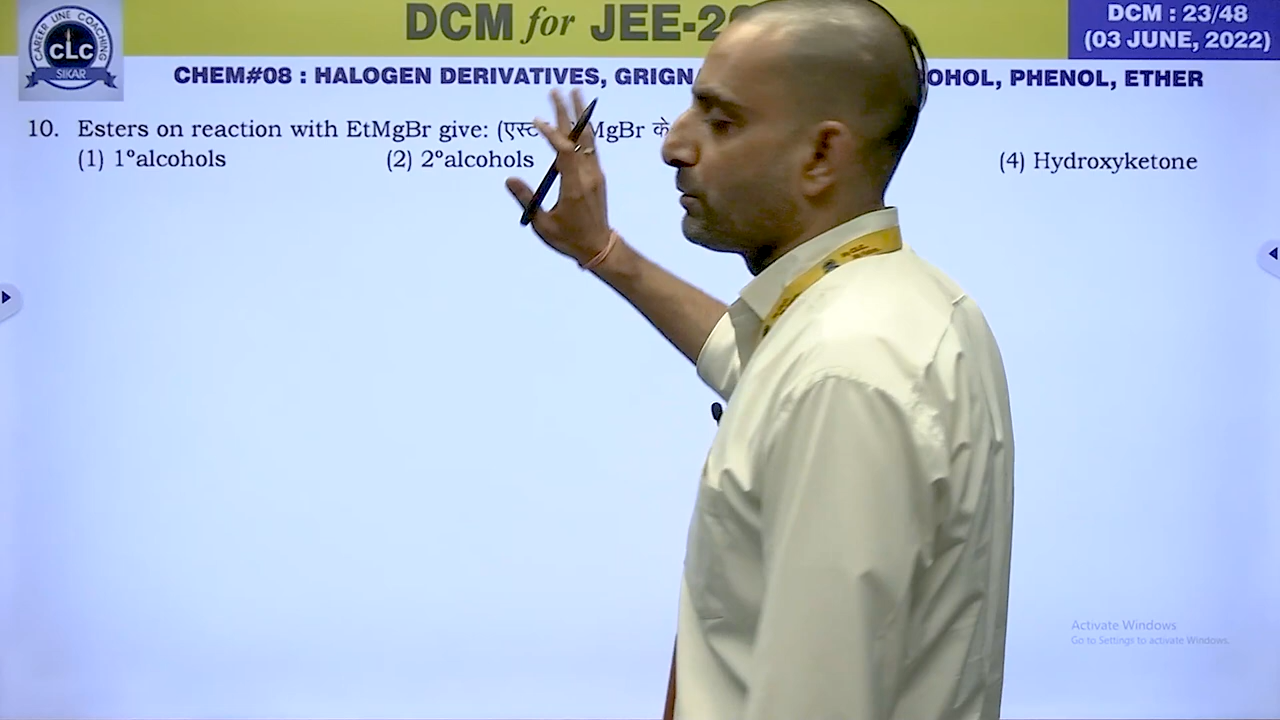 DCM for JEE-2
DCM : 23/48
(03 JUNE, 2022)
CAREER LINE COACHING
CLC
SIKAR
CHEM#08 : HALOGEN DERIVATIVES, GRIGN OHOL, PHENOL, ETHER
10. Esters on reaction with EtMgBr give: (एस्ट MgBr के
(1) 1°alcohols (2) 2°alcohols (4) Hydroxyketone
Activate Windows
Go to Settings to activate Windows.